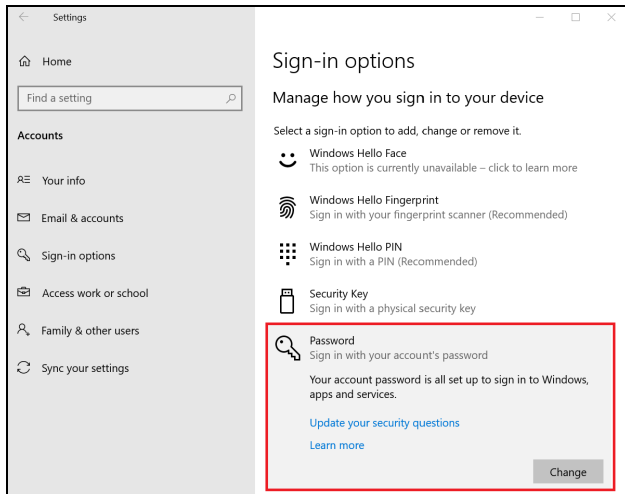 Settings
Home
Find a setting
Accounts
Your info
Email & accounts
Sign-in options
Access work or school
Family & other users
Sync your settings
Sign-in options
Manage how you sign in to your device
Select a sign-in option to add, change or remove it.
Windows Hello Face
This option is currently unavailable – click to learn more
Windows Hello Fingerprint
Sign in with your fingerprint scanner (Recommended)
Windows Hello PIN
Sign in with a PIN (Recommended)
Security Key
Sign in with a physical security key
Password
Sign in with your account's password
Your account password is all set up to sign in to Windows,
apps and services.
Update your security questions
Learn more
Change